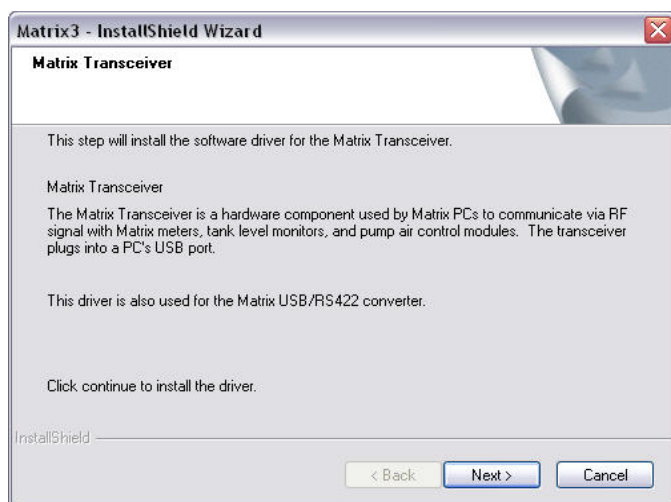 Matrix3 - InstallShield Wizard
Matrix Transceiver
This step will install the software driver for the Matrix Transceiver.
Matrix Transceiver
The Matrix Transceiver is a hardware component used by Matrix PCs to communicate via RF
signal with Matrix meters, tank level monitors, and pump air control modules. The transceiver
plugs into a PC's USB port.
This driver is also used for the Matrix USB/RS422 converter.
Click continue to install the driver.
InstallShield
< Back Next > Cancel